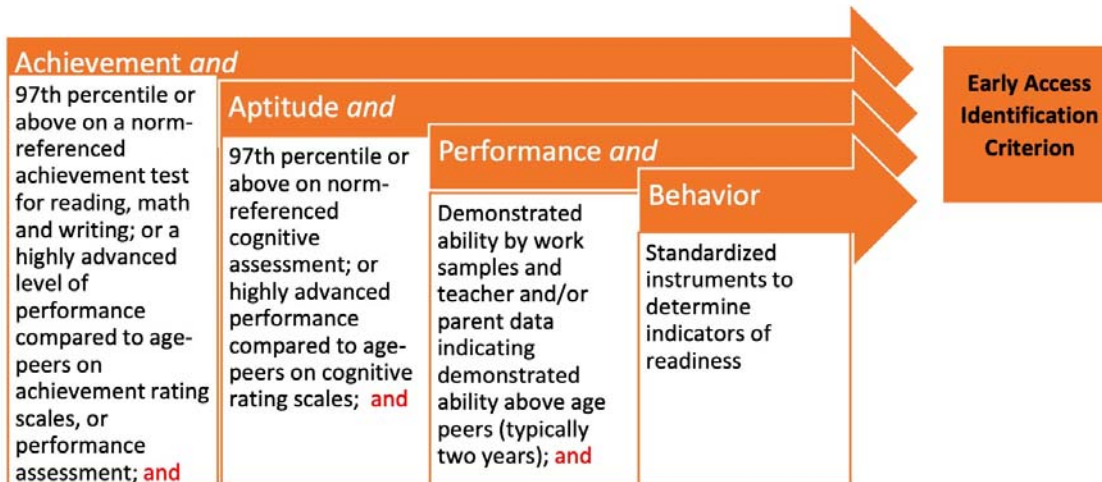 Achievement and
97th percentile or
above on a norm-
referenced
achievement test
for reading, math
and writing; or a
highly advanced
level of
performance
compared to age-
peers on
achievement rating
scales, or
performance
assessment; and
Aptitude and
97th percentile or
above on norm-
referenced
cognitive
assessment; or
highly advanced
performance
compared to age-
peers on cognitive
rating scales; and
Performance and
Demonstrated
ability by work
samples and
teacher and/or
parent data
indicating
demonstrated
ability above age
peers (typically
two years); and
Behavior
Standardized
instruments to
determine
indicators of
readiness
Early Access
Identification
Criterion